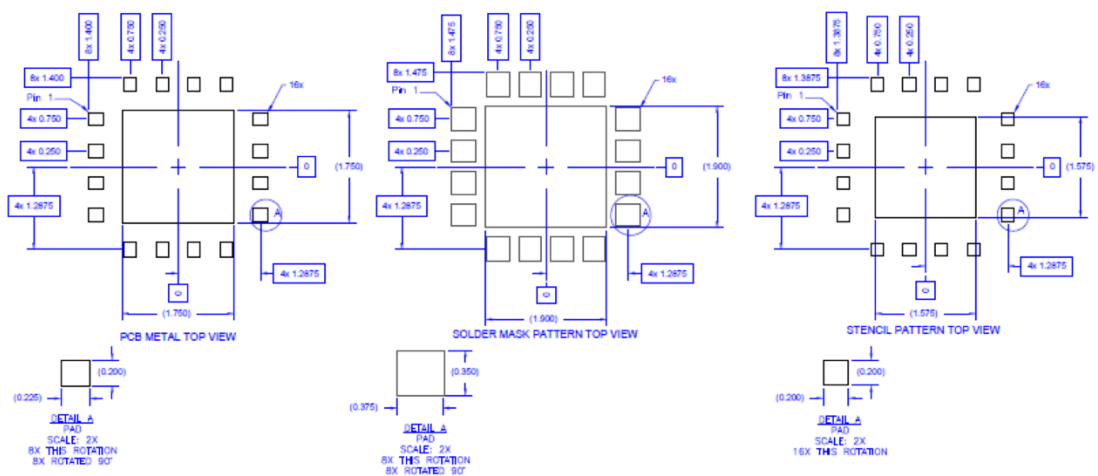 8x 1.400
4x 0.750
4x 0.250
8x 1.400
Pin 1
16x
4x 0.750
4x 0.250
0
(1.750)
4x 1.2875
A
4x 1.2875
0
(1.750)
PCB METAL TOP VIEW
(0.200)
(0.225)
DETAIL A
PAD
SCALE: 2X
8X THIS ROTATION
8X ROTATED 90°
8x 1.475
4x 0.750
4x 0.250
8x 1.475
Pin 1
16x
4x 0.750
4x 0.250
0
(1.900)
4x 1.2875
A
4x 1.2875
0
(1.900)
SOLDER MASK PATTERN TOP VIEW
(0.350)
(0.375)
DETAIL A
PAD
SCALE: 2X
8X THIS ROTATION
8X ROTATED 90°
8x 1.3875
4x 0.750
4x 0.250
8x 1.3875
Pin 1
16x
4x 0.750
4x 0.250
0
(1.575)
4x 1.2875
A
4x 1.2875
0
(1.575)
STENCIL PATTERN TOP VIEW
(0.200)
(0.200)
DETAIL A
PAD
SCALE: 2X
16X THIS ROTATION